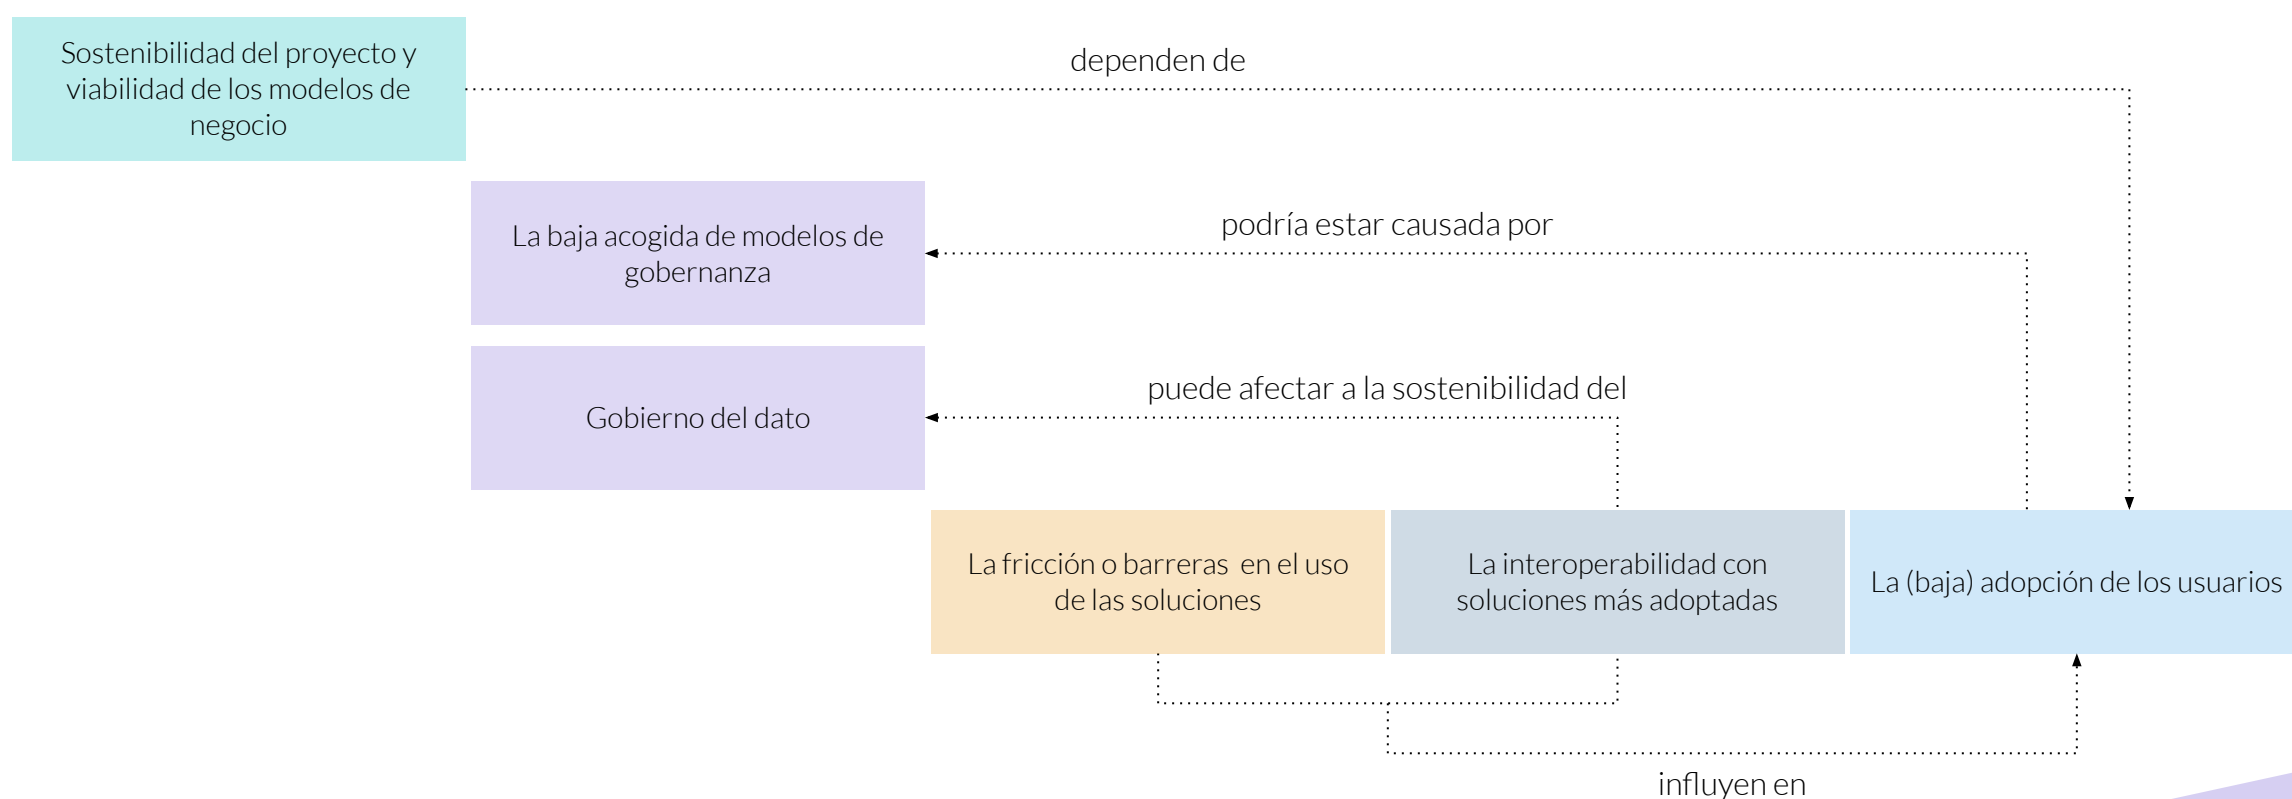 Sostenibilidad del proyecto y
viabilidad de los modelos de
negocio
dependen de
La baja acogida de modelos de
gobernanza
podría estar causada por
Gobierno del dato
puede afectar a la sostenibilidad del
La fricción o barreras en el uso
de las soluciones
La interoperabilidad con
soluciones más adoptadas
La (baja) adopción de los usuarios
influyen en